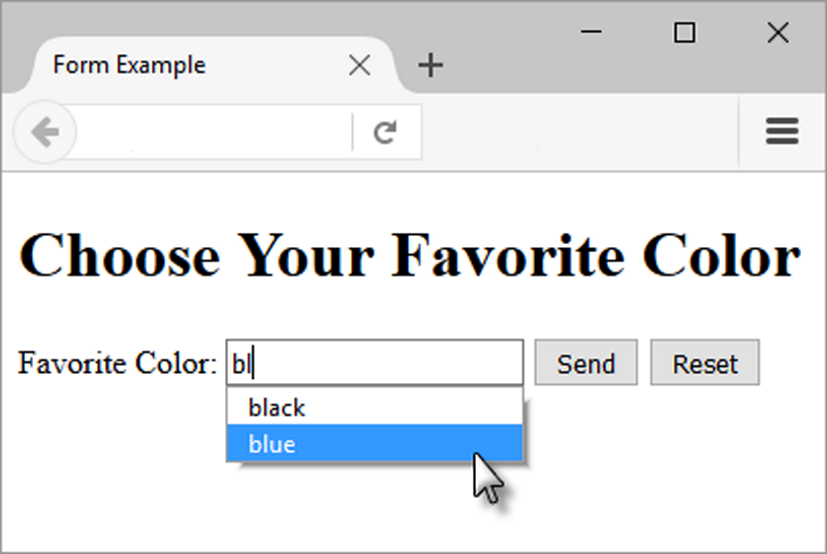 Form Example
Choose Your Favorite Color
Favorite Color: bl Send Reset
black
blue